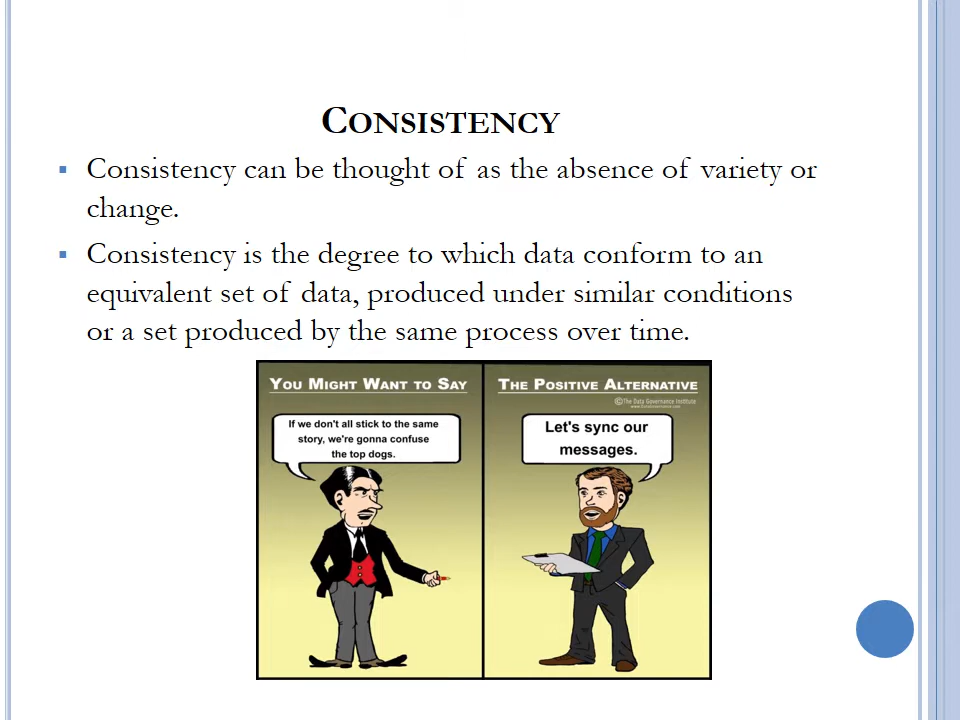 CONSISTENCY
Consistency can be thought of as the absence of variety or
change.
Consistency is the degree to which data conform to an
equivalent set of data, produced under similar conditions
or a set produced by the same process over time.
YOU MIGHT WANT TO SAY
If we don't all stick to the same
story, we're gonna confuse
the top dogs.
THE POSITIVE ALTERNATIVE
©The Data Governance Institute
www.DataGovernance.com
Let's sync our
messages.